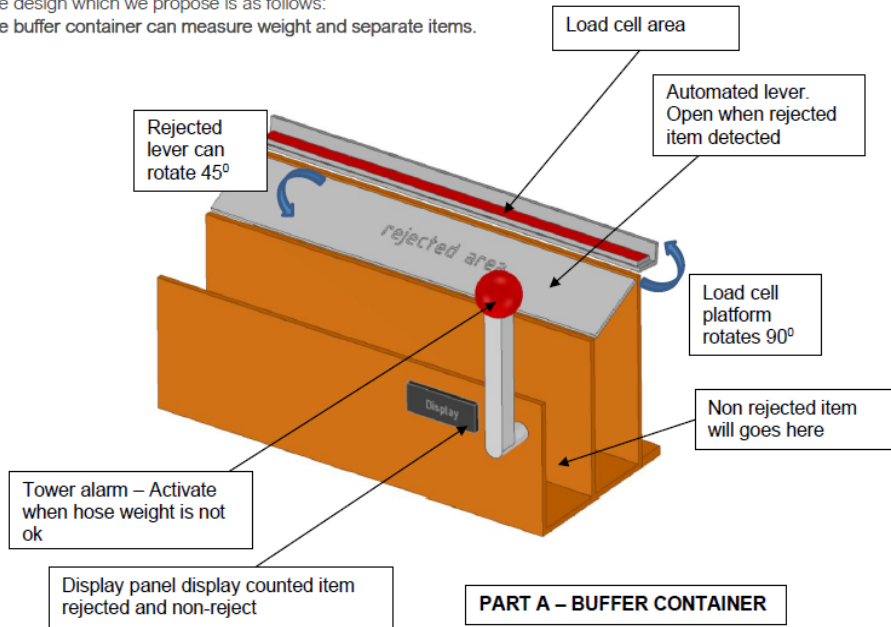 e design which we propose is as follows:
e buffer container can measure weight and separate items.
Load cell area
Automated lever.
Open when rejected
item detected
Rejected
lever can
rotate 45⁰
rejected area
Load cell
platform
rotates 90⁰
Display
Non rejected item
will goes here
Tower alarm – Activate
when hose weight is not
ok
Display panel display counted item
rejected and non-reject
PART A – BUFFER CONTAINER